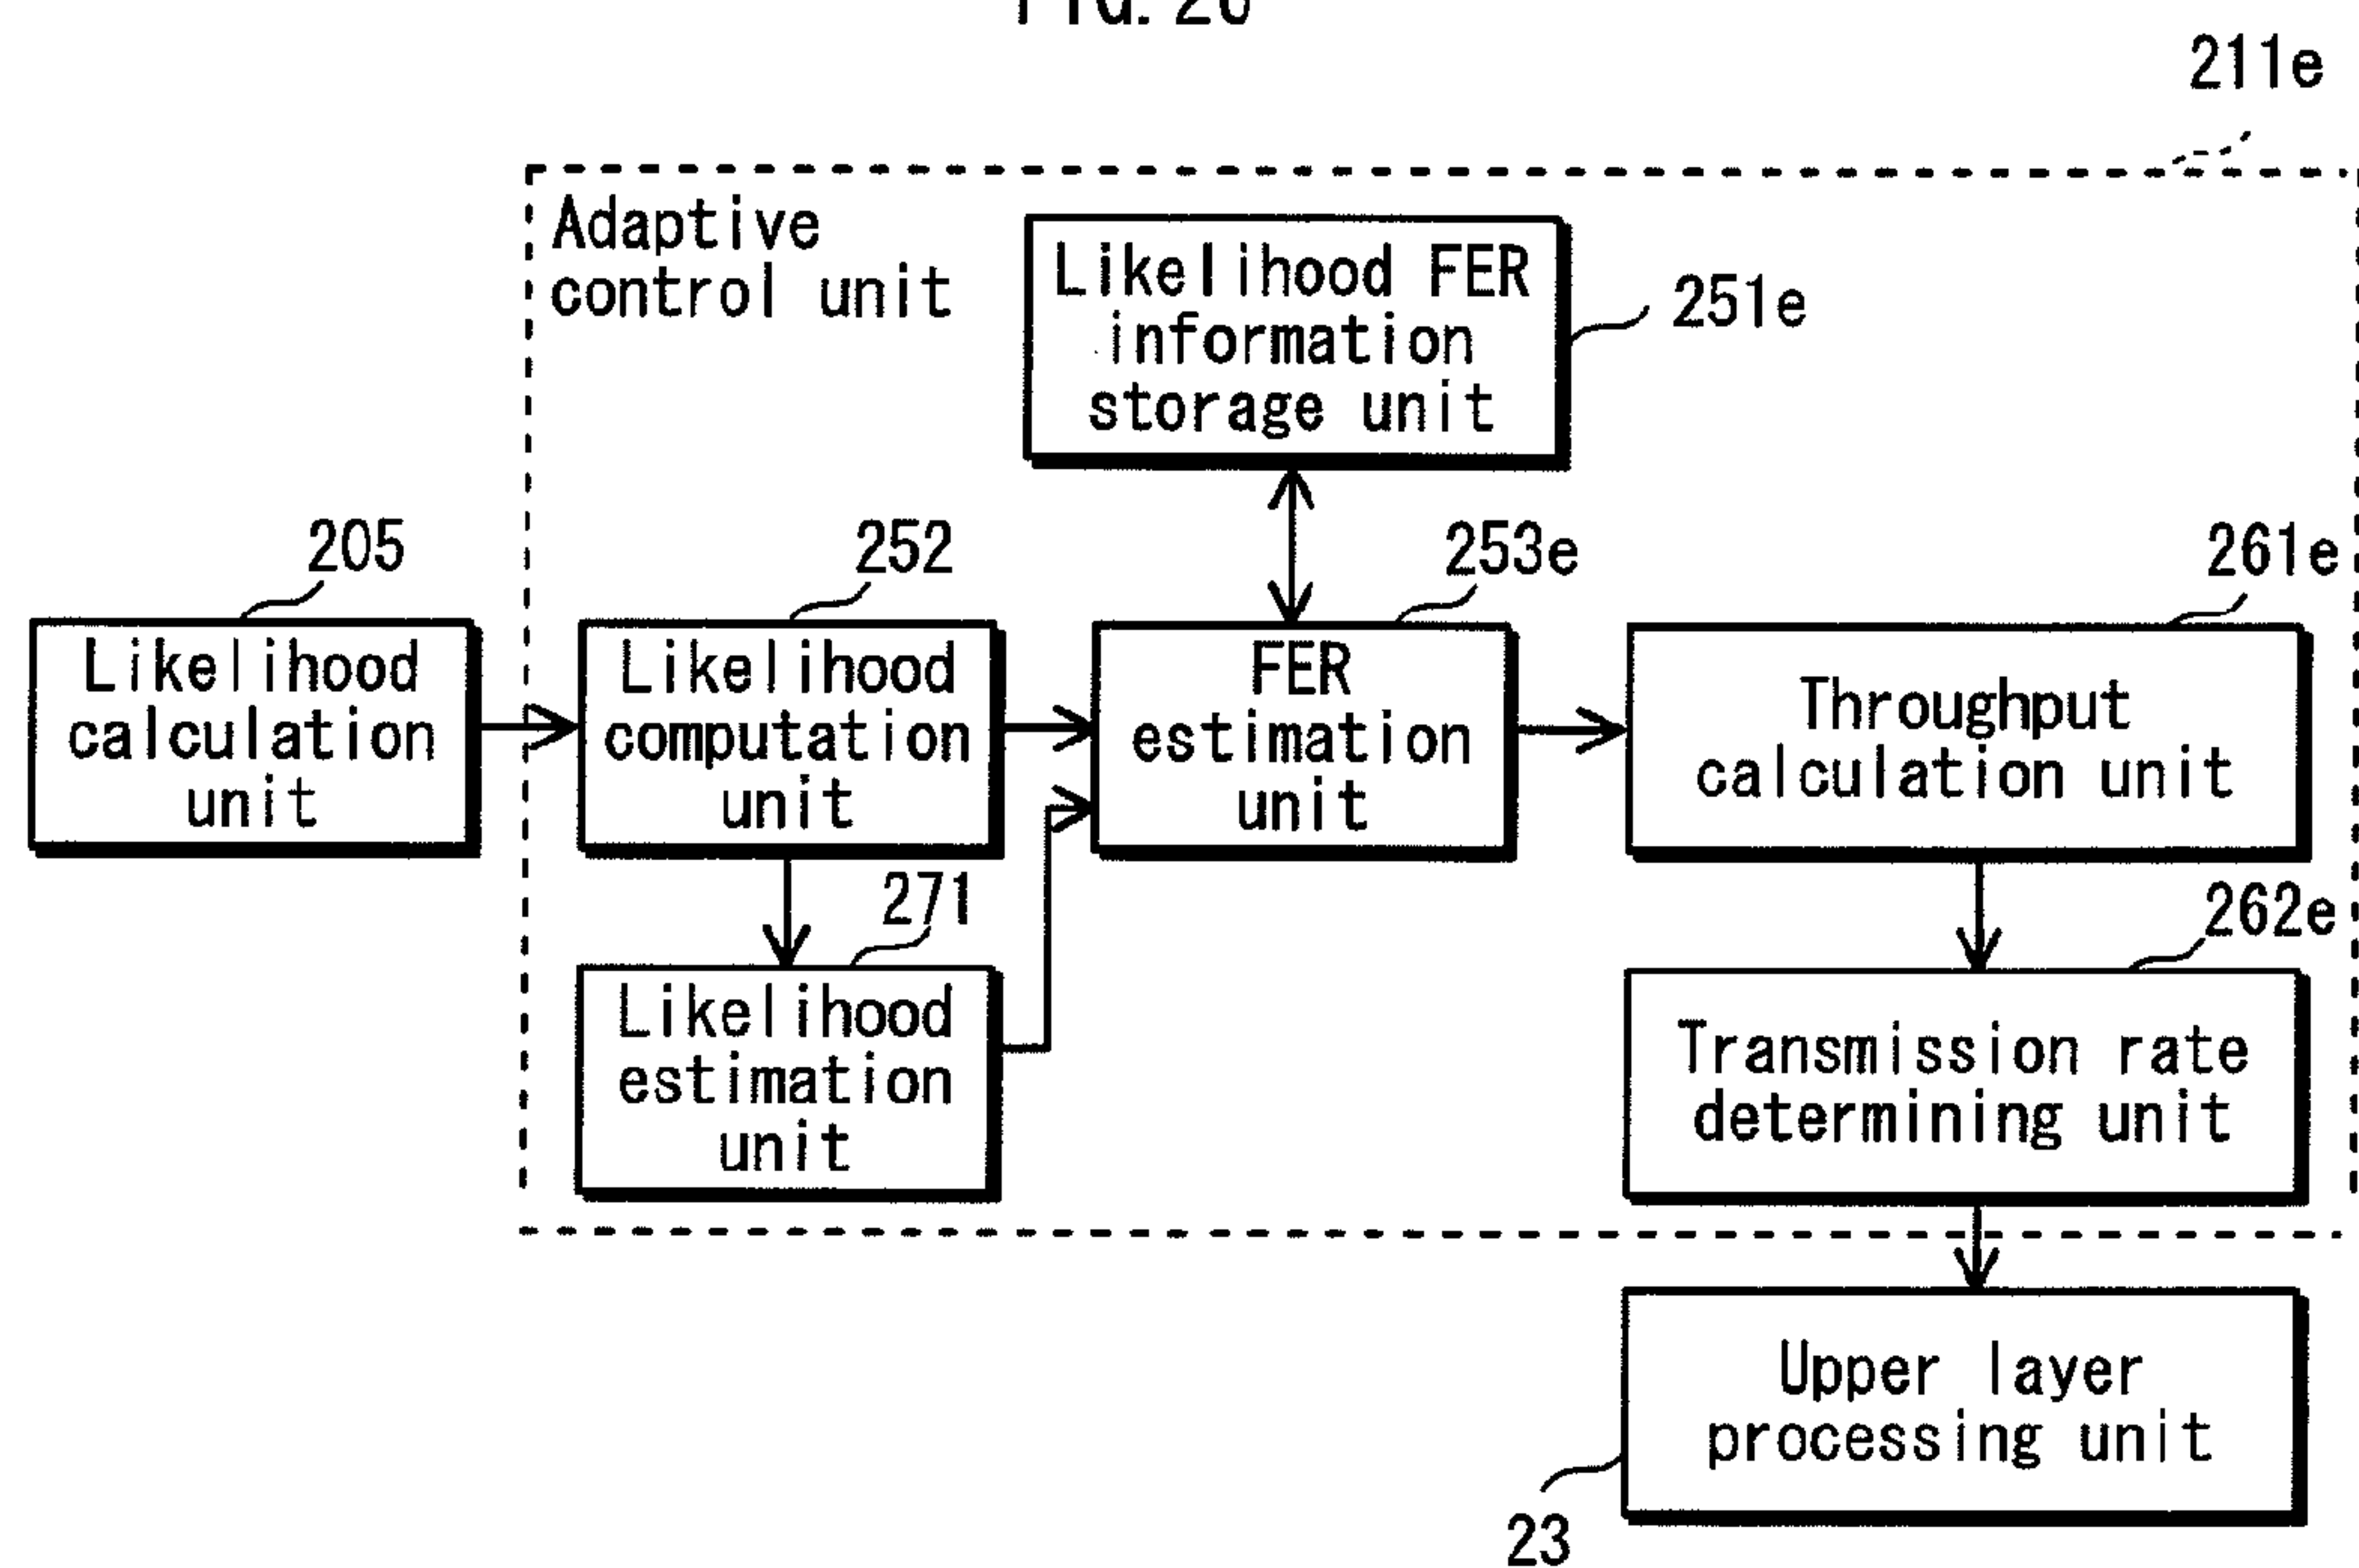 211e
Adaptive
control unit
Likelihood FER
information
storage unit
251e
205
252
253e
261e
Likelihood
calculation
unit
Likelihood
computation
unit
FER
estimation
unit
Throughput
calculation unit
271
262e
Likelihood
estimation
unit
Transmission rate
determining unit
Upper layer
processing unit
23